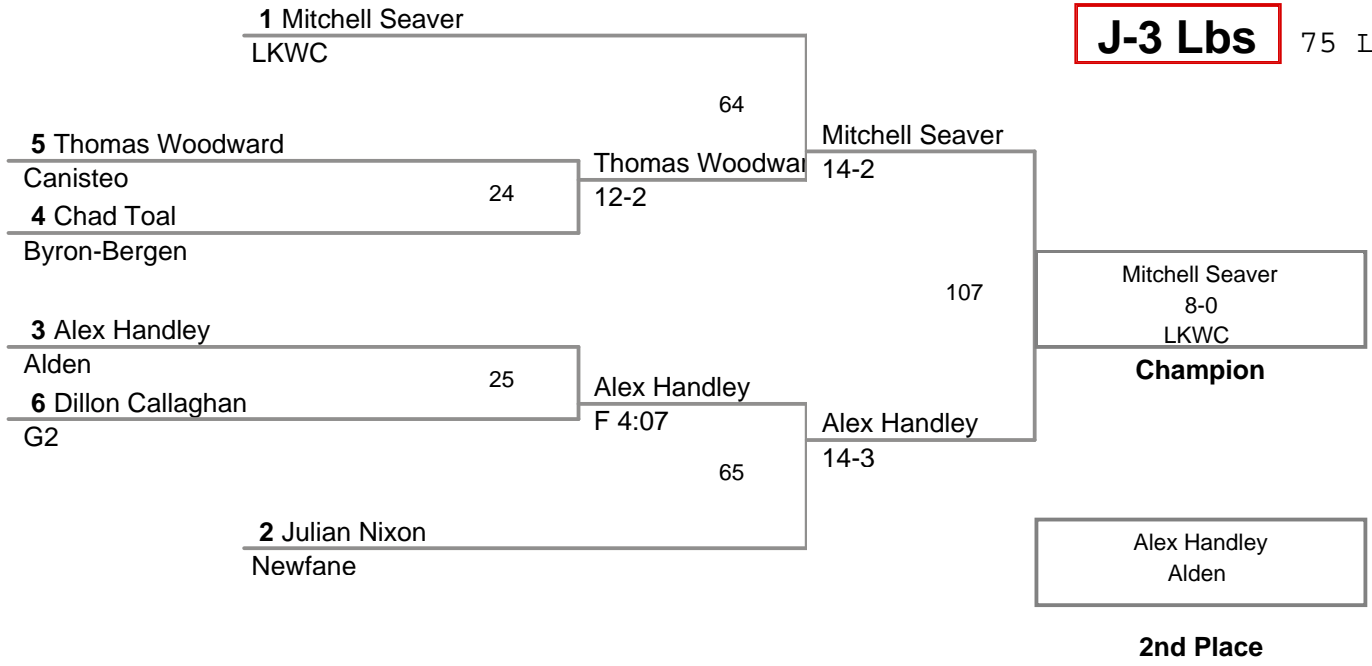 1 Mitchell Seaver
LKWC
J-3 Lbs
75 L
64
5 Thomas Woodward
Canisteo
24
4 Chad Toal
Byron-Bergen
Thomas Woodwar
12-2
Mitchell Seaver
14-2
107
Mitchell Seaver
8-0
LKWC
Champion
3 Alex Handley
Alden
25
6 Dillon Callaghan
G2
Alex Handley
F 4:07
Alex Handley
14-3
65
2 Julian Nixon
Newfane
Alex Handley
Alden
2nd Place